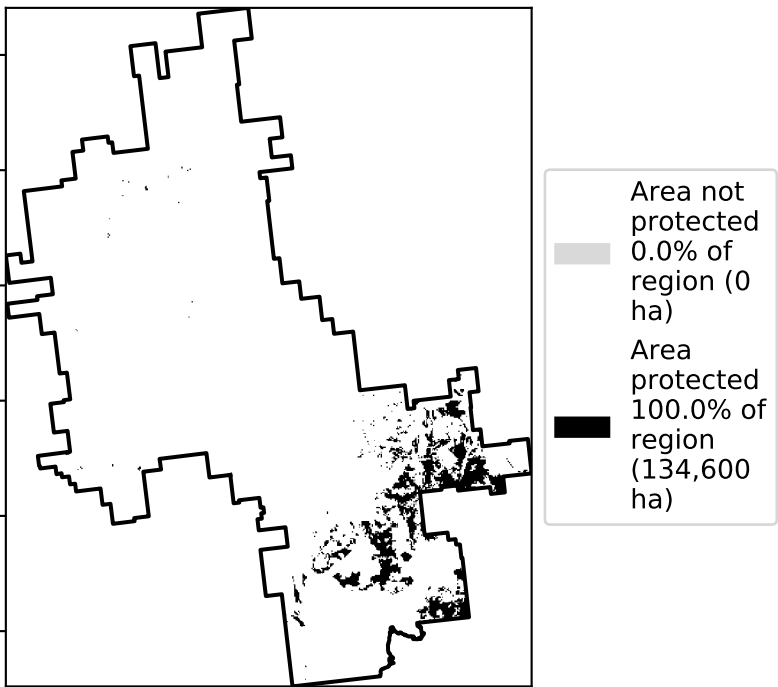 Area not
protected
0.0% of
region (0
ha)
Area
protected
100.0% of
region
(134,600
ha)